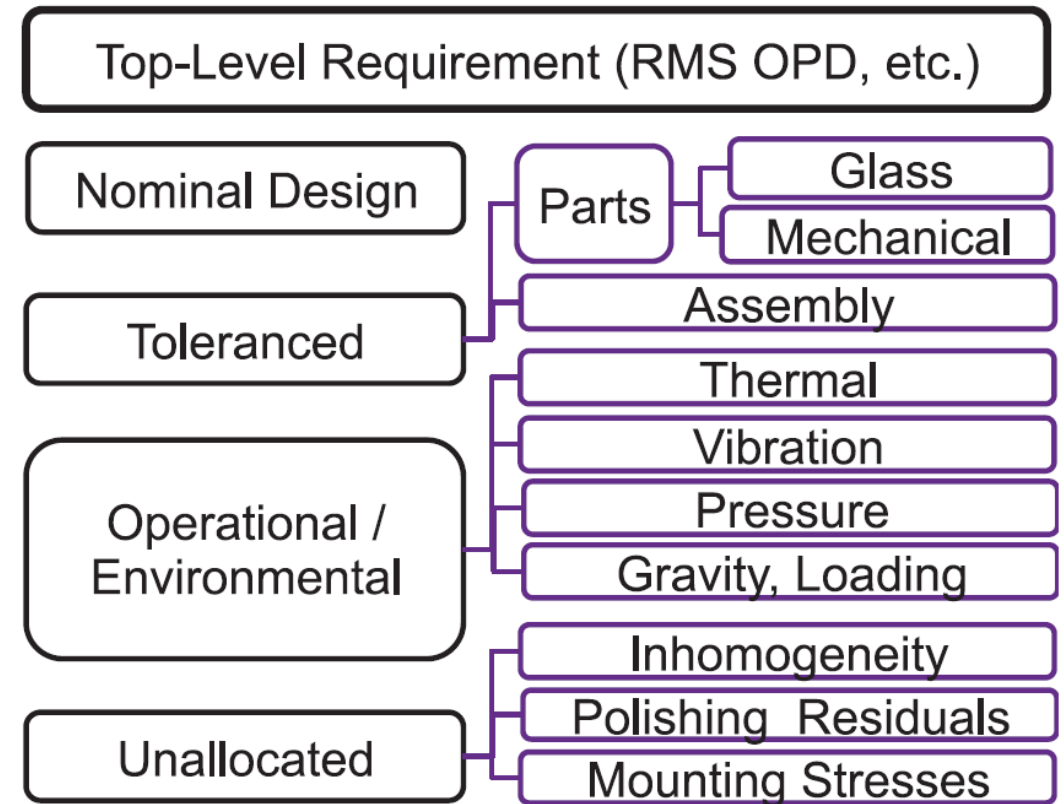 Top-Level Requirement (RMS OPD, etc.)
Nominal Design
Parts
Glass
Mechanical
Toleranced
Assembly
Operational /
Environmental
Thermal
Vibration
Pressure
Gravity, Loading
Unallocated
Inhomogeneity
Polishing Residuals
Mounting Stresses